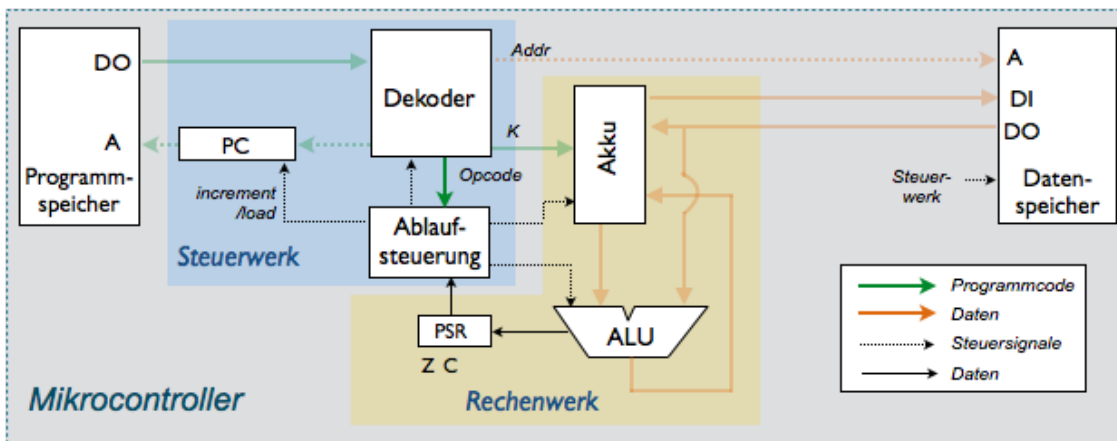 DO
A
Programm-
speicher
PC
increment
/load
Steuerwerk
Dekoder
Opcode
Ablauf-
steuerung
PSR
Z C
Addr
K
Akku
ALU
Rechenwerk
A
DI
DO
Steuer-
werk
Daten-
speicher
Programmcode
Daten
Steuersignale
Daten
Mikrocontroller